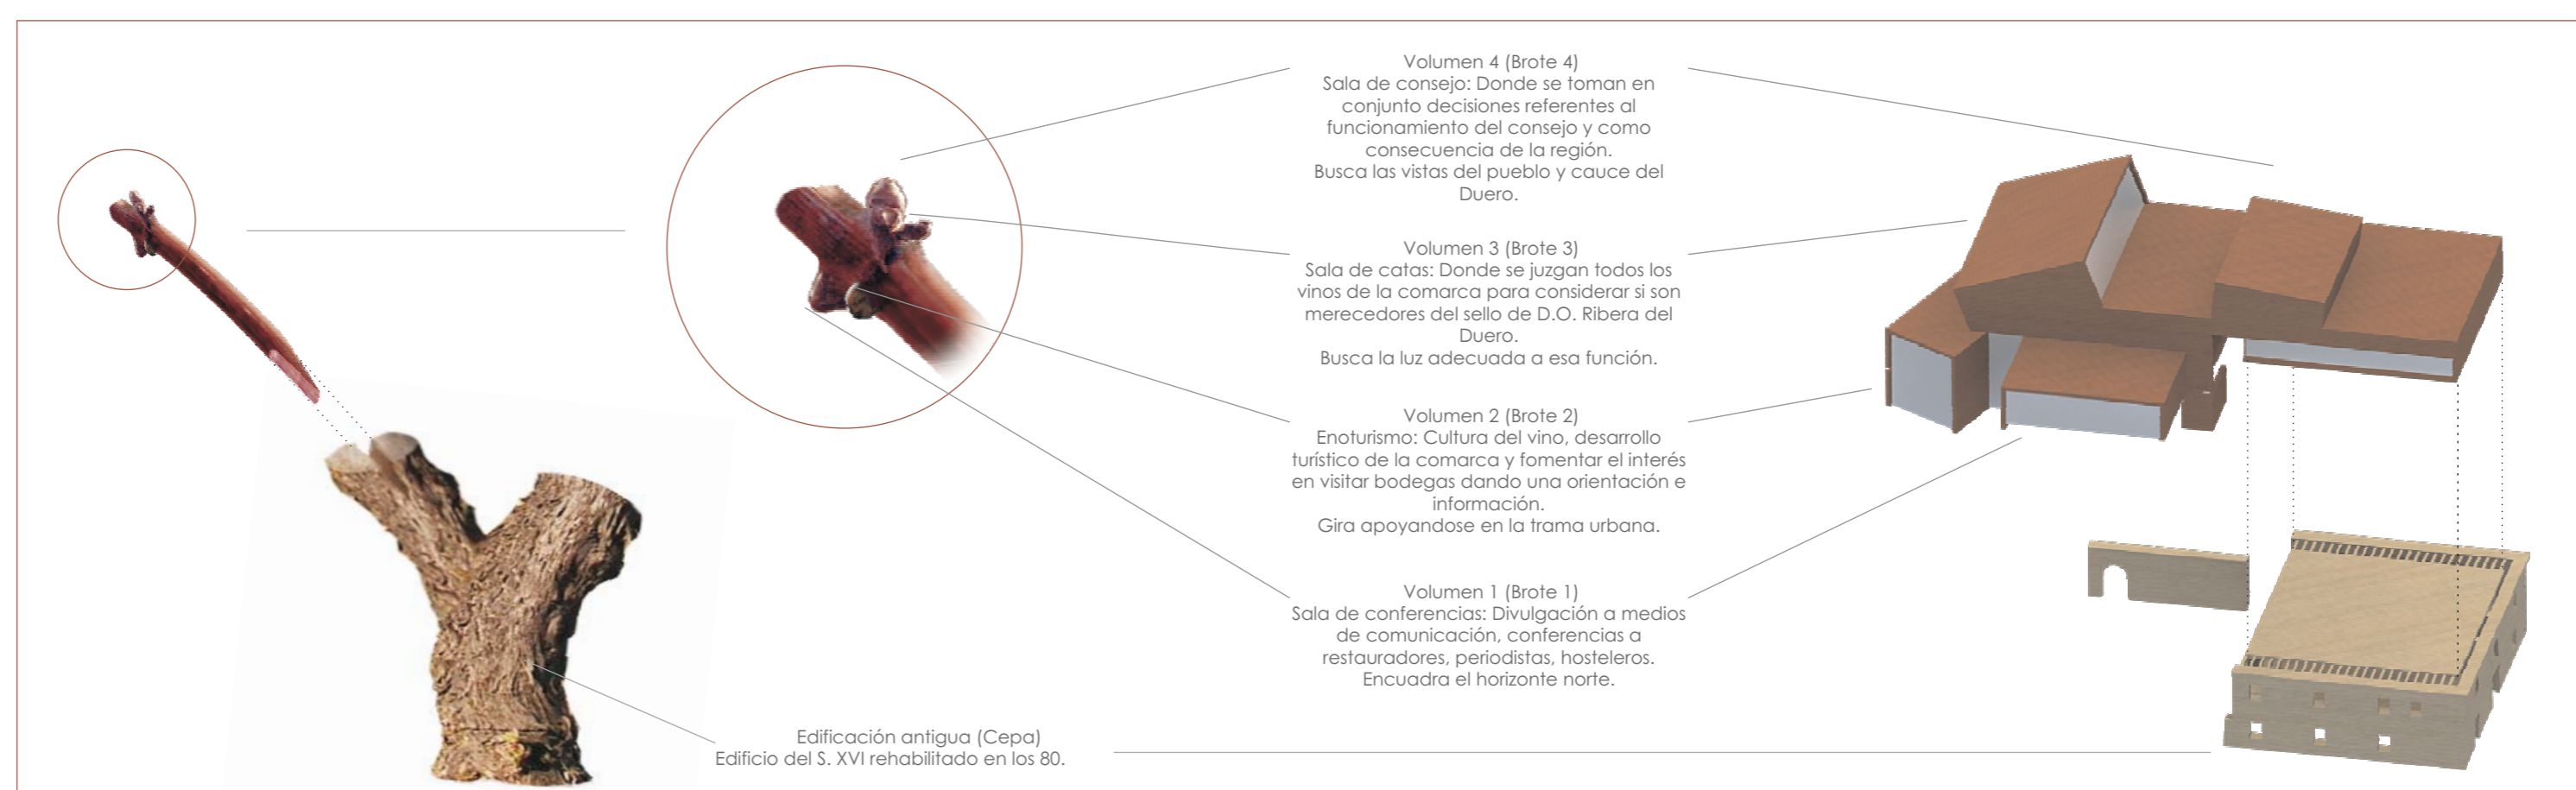 Volumen 4 (Brote 4)
Sala de consejo: Donde se toman en
conjunto decisiones referentes al
funcionamiento del consejo y como
consecuencia de la región.
Busca las vistas del pueblo y cauce del
Duero.
Volumen 3 (Brote 3)
Sala de catas: Donde se juzgan todos los
vinos de la comarca para considerar si son
merecedores del sello de D.O. Ribera del
Duero.
Busca la luz adecuada a esa función.
Volumen 2 (Brote 2)
Enoturismo: Cultura del vino, desarrollo
turístico de la comarca y fomentar el interés
en visitar bodegas dando una orientación e
información.
Gira apoyandose en la trama urbana.
Volumen 1 (Brote 1)
Sala de conferencias: Divulgación a medios
de comunicación, conferencias a
restauradores, periodistas, hosteleros.
Encuadra el horizonte norte.
Edificación antigua (Cepa)
Edificio del S. XVI rehabilitado en los 80.